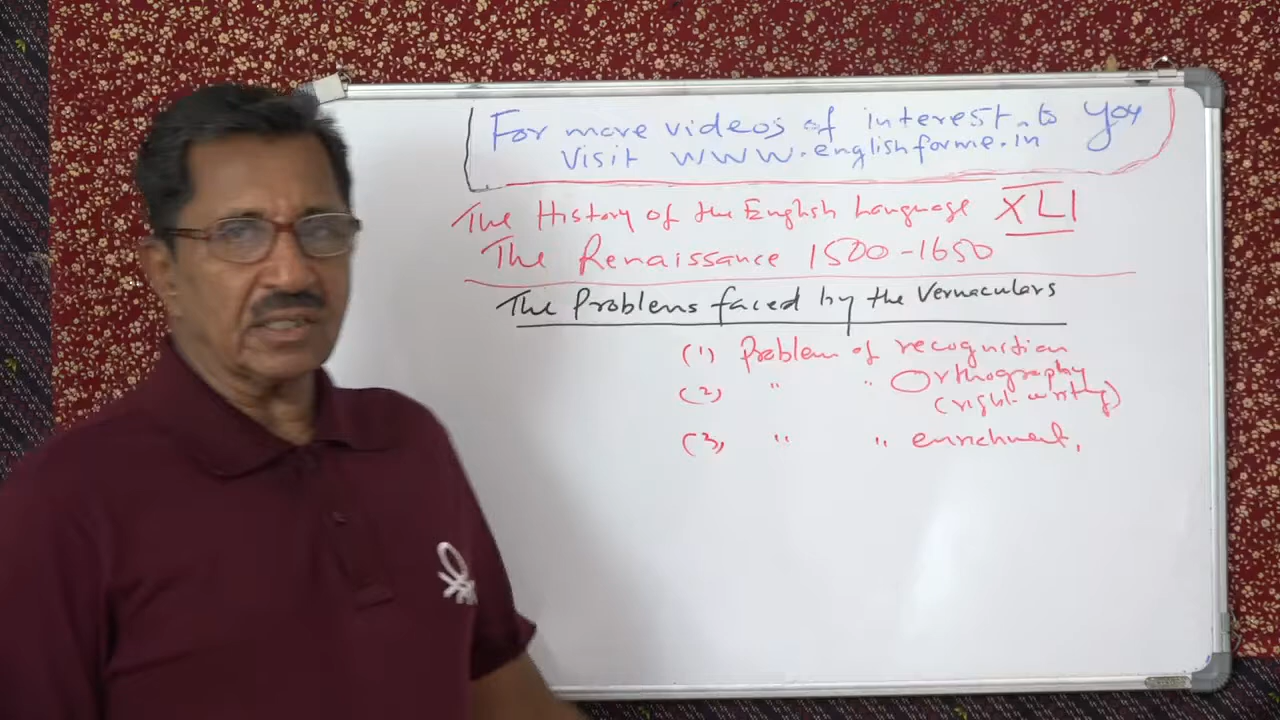 For more videos of interest to you
Visit www.englishforme.in
The History of the English Language XLI
The Renaissance 1500-1650
The Problems faced by the Vernaculars
(1) Problem of recognition
(2) " " Orthography
(right-writing)
(3) " " enrichment.